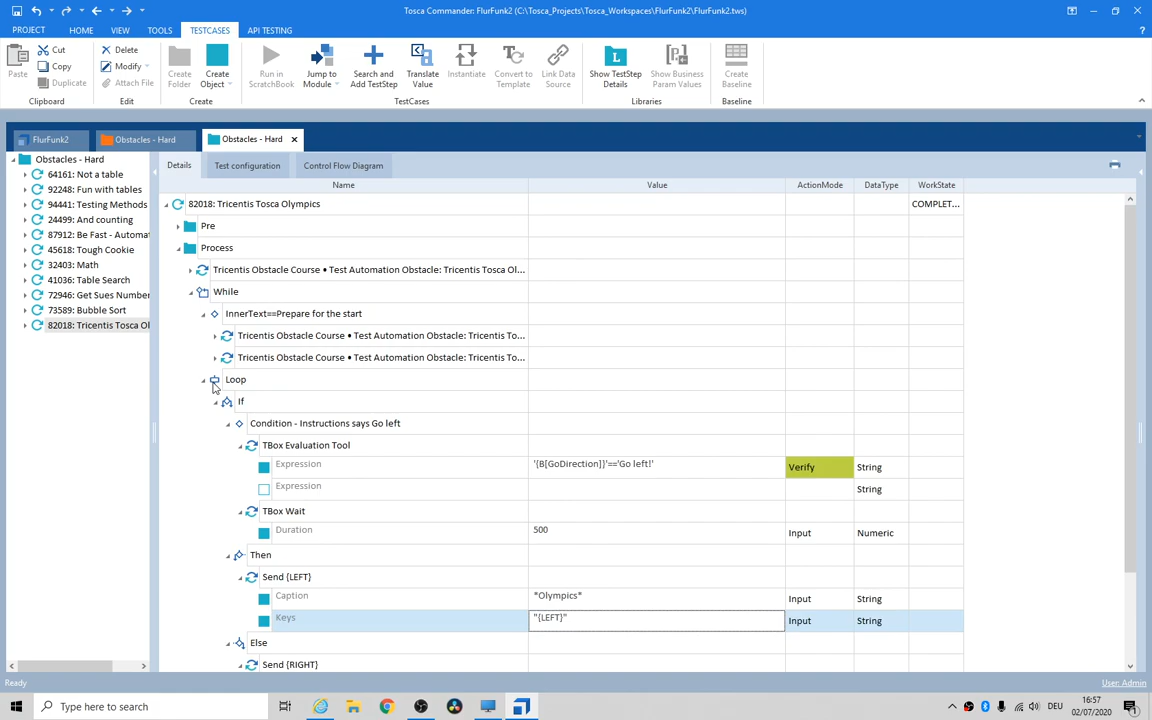 Tosca Commander: FlurFunk2 (C:\Tosca_Projects\Tosca_Workspaces\FlurFunk2\FlurFunk2.tws)
PROJECT HOME VIEW TOOLS TESTCASES API TESTING
Paste
Cut
Copy
Duplicate
Clipboard
Delete
Modify
Attach File
Edit
Create Folder
Create Object
Create
Run in ScratchBook
Jump to Module
Search and Add TestStep
Translate Value
Instantiate
Convert to Template
Link Data Source
TestCases
Show TestStep Details
Show Business Param Values
Libraries
Create Baseline
Baseline
FlurFunk2 Obstacles - Hard Obstacles - Hard
Obstacles - Hard
64161: Not a table
92248: Fun with tables
94441: Testing Methods
24499: And counting
87912: Be Fast - Automa
45618: Tough Cookie
32403: Math
41036: Table Search
72946: Get Sues Number
73589: Bubble Sort
82018: Tricentis Tosca Ol
Details Test configuration Control Flow Diagram
Name Value ActionMode DataType WorkState
82018: Tricentis Tosca Olympics COMPLET...
Pre
Process
Tricentis Obstacle Course • Test Automation Obstacle: Tricentis Tosca Ol...
While
InnerText==Prepare for the start
Tricentis Obstacle Course • Test Automation Obstacle: Tricentis To...
Tricentis Obstacle Course • Test Automation Obstacle: Tricentis To...
Loop
If
Condition - Instructions says Go left
TBox Evaluation Tool
Expression '{B[GoDirection]}'=='Go left!' Verify String
Expression String
TBox Wait
Duration 500 Input Numeric
Then
Send {LEFT}
Caption *Olympics* Input String
Keys "{LEFT}" Input String
Else
Send {RIGHT}
Ready User: Admin
Type here to search
DEU
16:57
02/07/2020